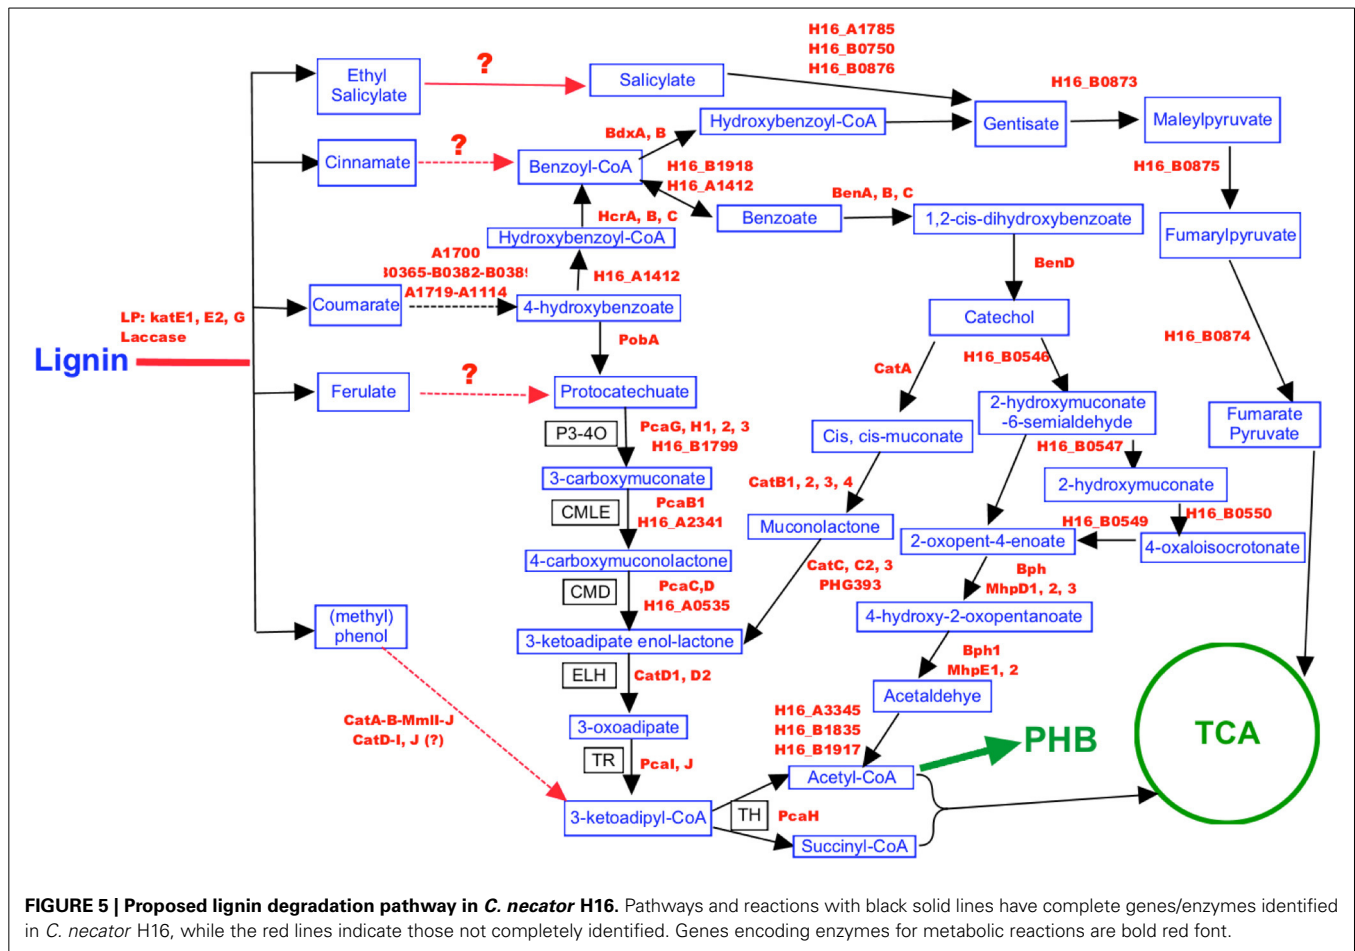 H16_A1785
H16_B0750
H16_B0876
Ethyl
Salicylate
?
Salicylate
H16_B0873
Hydroxybenzoyl-CoA
Gentisate
Maleylpyruvate
BdxA, B
Cinnamate
?
Benzoyl-CoA
H16_B1918
H16_A1412
H16_B0875
BenA, B, C
HcrA, B, C
Benzoate
1,2-cis-dihydroxybenzoate
Hydroxybenzoyl-CoA
Fumarylpyruvate
A1700
30365-B0382-B0389
A1719-A1114
H16_A1412
BenD
Coumarate
4-hydroxybenzoate
LP: katE1, E2, G
Laccase
Catechol
Lignin
PobA
CatA
H16_B0546
H16_B0874
Ferulate
?
Protocatechuate
2-hydroxymuconate
-6-semialdehyde
Fumarate
Pyruvate
P3-4O
PcaG, H1, 2, 3
H16_B1799
Cis, cis-muconate
H16_B0547
3-carboxymuconate
CatB1, 2, 3, 4
2-hydroxymuconate
CMLE
PcaB1
H16_A2341
Muconolactone
H16_B0549
H16_B0550
2-oxopent-4-enoate
4-oxaloisocrotonate
4-carboxymuconolactone
CatC, C2, 3
PHG393
Bph
MhpD1, 2, 3
CMD
PcaC,D
H16_A0535
4-hydroxy-2-oxopentanoate
(methyl)
phenol
3-ketoadipate enol-lactone
Bph1
MhpE1, 2
ELH
CatD1, D2
Acetaldehye
CatA-B-MmlI-J
CatD-I, J (?)
3-oxoadipate
H16_A3345
H16_B1835
H16_B1917
PHB
TCA
TR
PcaI, J
Acetyl-CoA
3-ketoadipyl-CoA
TH
PcaH
Succinyl-CoA
FIGURE 5 | Proposed lignin degradation pathway in C. necator H16. Pathways and reactions with black solid lines have complete genes/enzymes identified
in C. necator H16, while the red lines indicate those not completely identified. Genes encoding enzymes for metabolic reactions are bold red font.